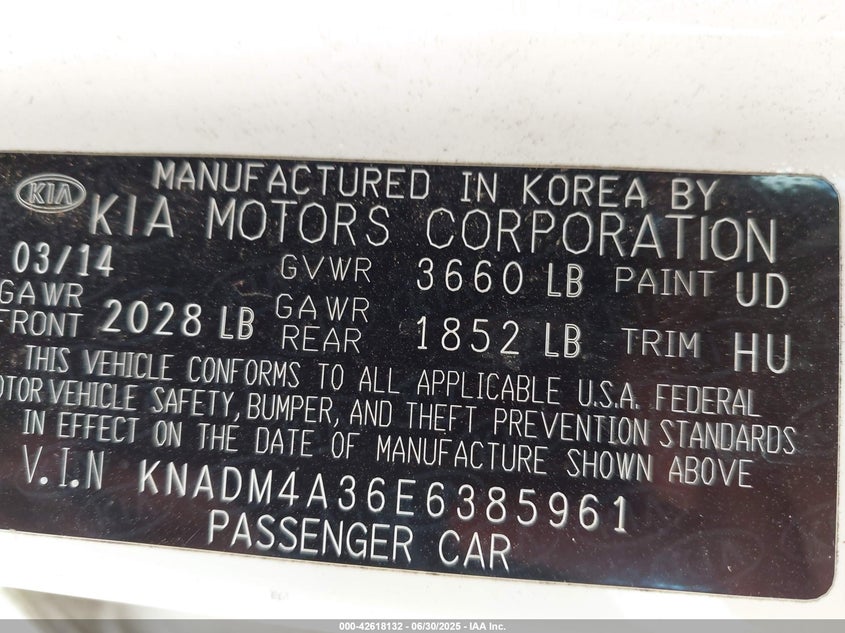 KIA
MANUFACTURED IN KOREA BY
KIA MOTORS CORPORATION
03/14 GVWR 3660 LB PAINT UD
GAWR FRONT 2028 LB GAWR REAR 1852 LB TRIM HU
THIS VEHICLE CONFORMS TO ALL APPLICABLE U.S.A. FEDERAL
MOTOR VEHICLE SAFETY, BUMPER, AND THEFT PREVENTION STANDARDS
IN EFFECT ON THE DATE OF MANUFACTURE SHOWN ABOVE
V.I.N KNADM4A36E6385961
PASSENGER CAR
000-42618132 - 06/30/2025 - IAA Inc.